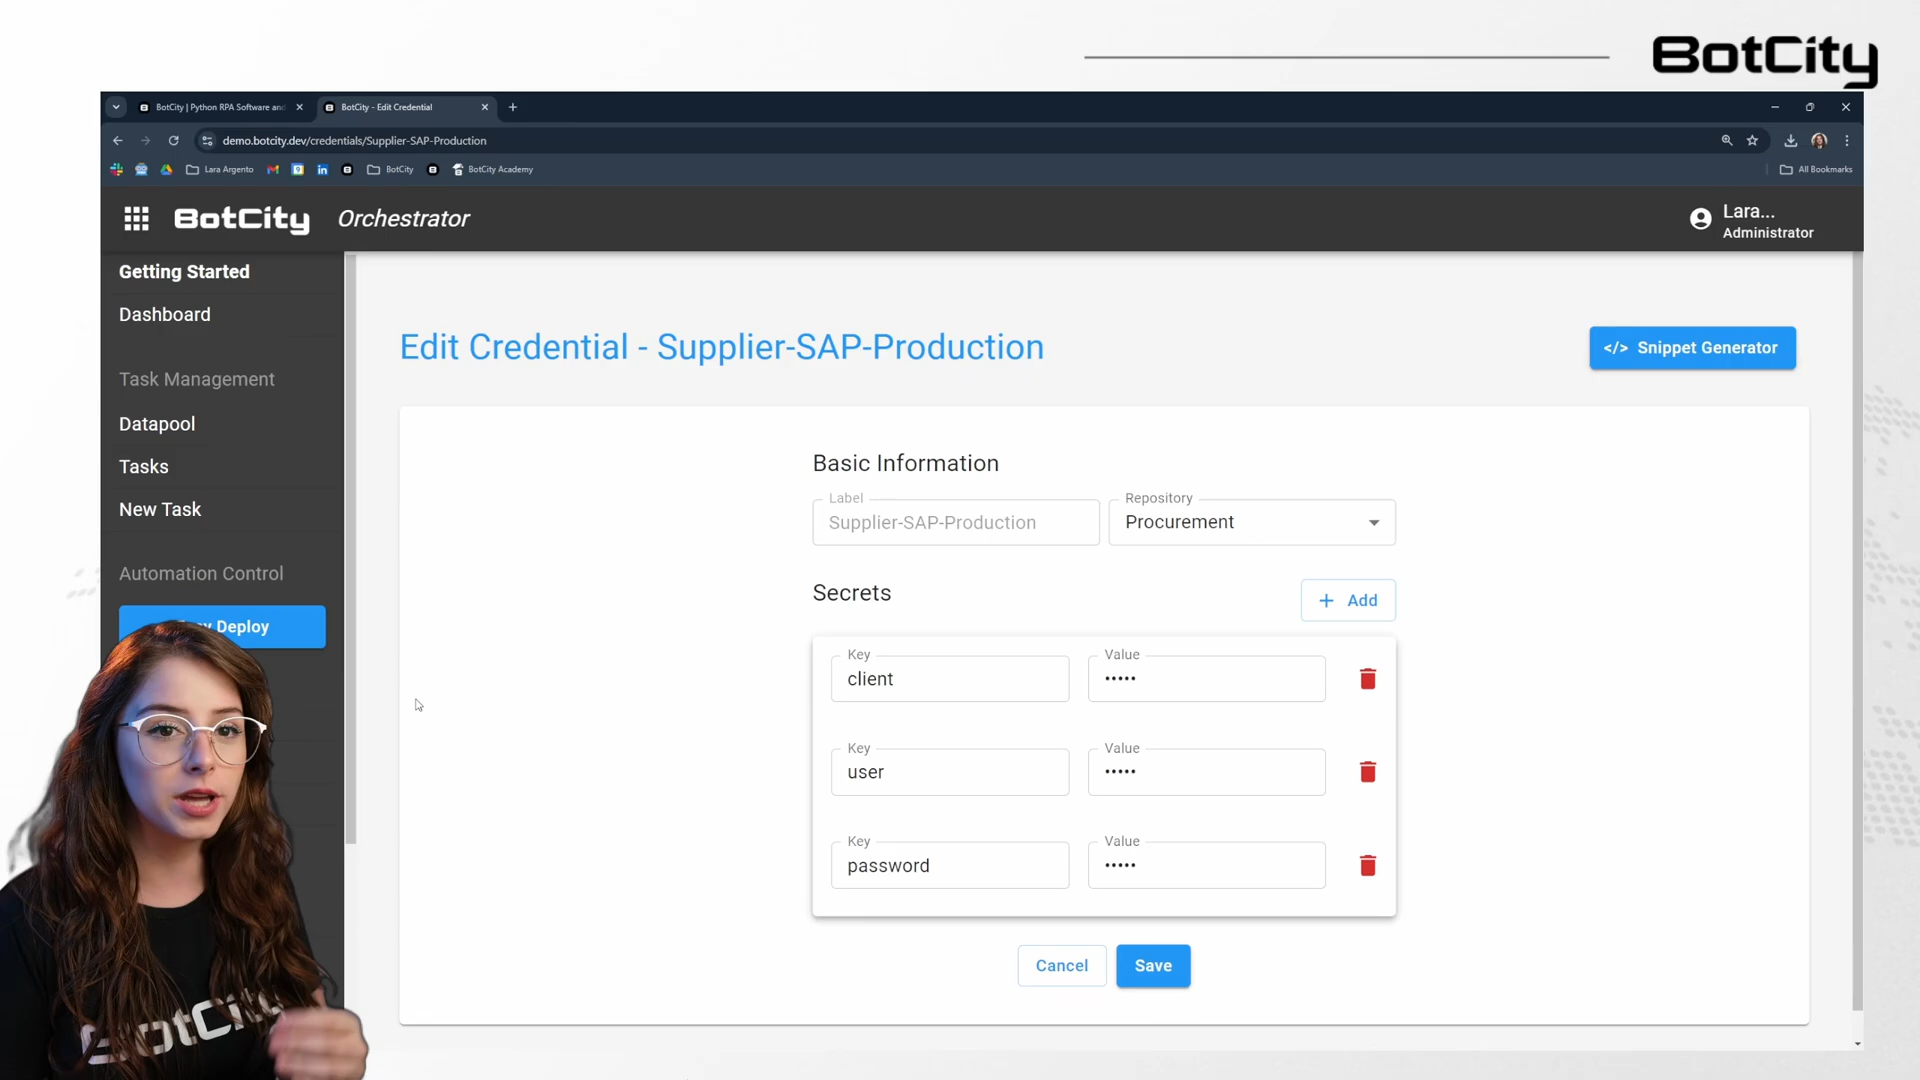 BotCity
BotCity | Python RPA Software and
BotCity - Edit Credential
demo.botcity.dev/credentials/Supplier-SAP-Production
Lara Argento
BotCity
BotCity Academy
All Bookmarks
BotCity Orchestrator
Lara...
Administrator
Getting Started
Dashboard
Task Management
Datapool
Tasks
New Task
Automation Control
Deploy
Edit Credential - Supplier-SAP-Production
</> Snippet Generator
Basic Information
Label
Supplier-SAP-Production
Repository
Procurement
Secrets
+ Add
Key
client
Value
•••••
Key
user
Value
•••••
Key
password
Value
•••••
Cancel
Save
BotCity